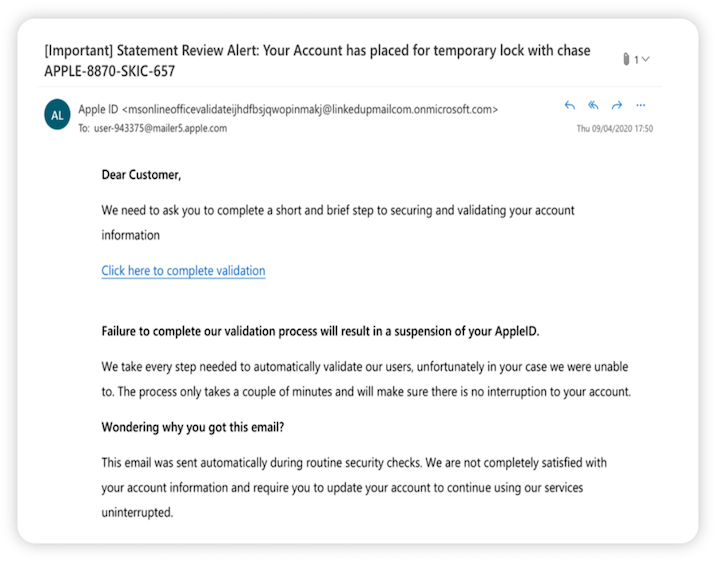 [Important] Statement Review Alert: Your Account has placed for temporary lock with chase
APPLE-8870-SKIC-657
1
AL
Apple ID <msonlineofficevalidateijhdfbsjqwopinmakj@linkedupmailcom.onmicrosoft.com>
To: user-943375@mailer5.apple.com
Thu 09/04/2020 17:50
Dear Customer,
We need to ask you to complete a short and brief step to securing and validating your account
information
Click here to complete validation
Failure to complete our validation process will result in a suspension of your AppleID.
We take every step needed to automatically validate our users, unfortunately in your case we were unable
to. The process only takes a couple of minutes and will make sure there is no interruption to your account.
Wondering why you got this email?
This email was sent automatically during routine security checks. We are not completely satisfied with
your account information and require you to update your account to continue using our services
uninterrupted.